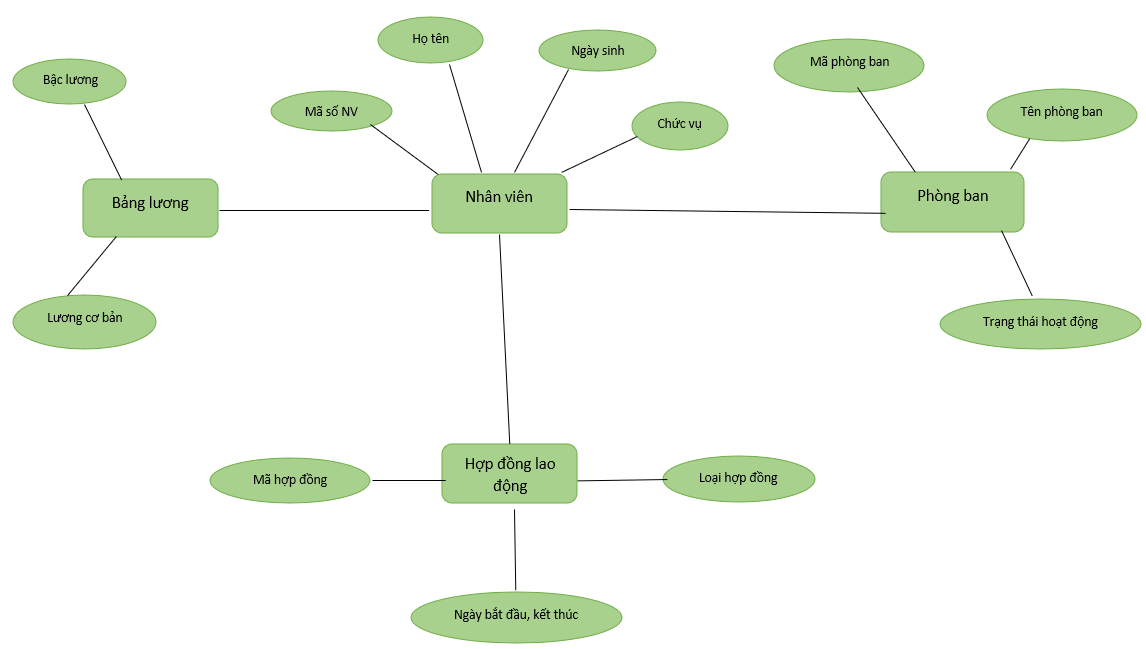 Họ tên
Ngày sinh
Mã phòng ban
Bậc lương
Mã số NV
Chức vụ
Tên phòng ban
Bảng lương
Nhân viên
Phòng ban
Lương cơ bản
Trạng thái hoạt động
Hợp đồng lao
động
Mã hợp đồng
Loại hợp đồng
Ngày bắt đầu, kết thúc